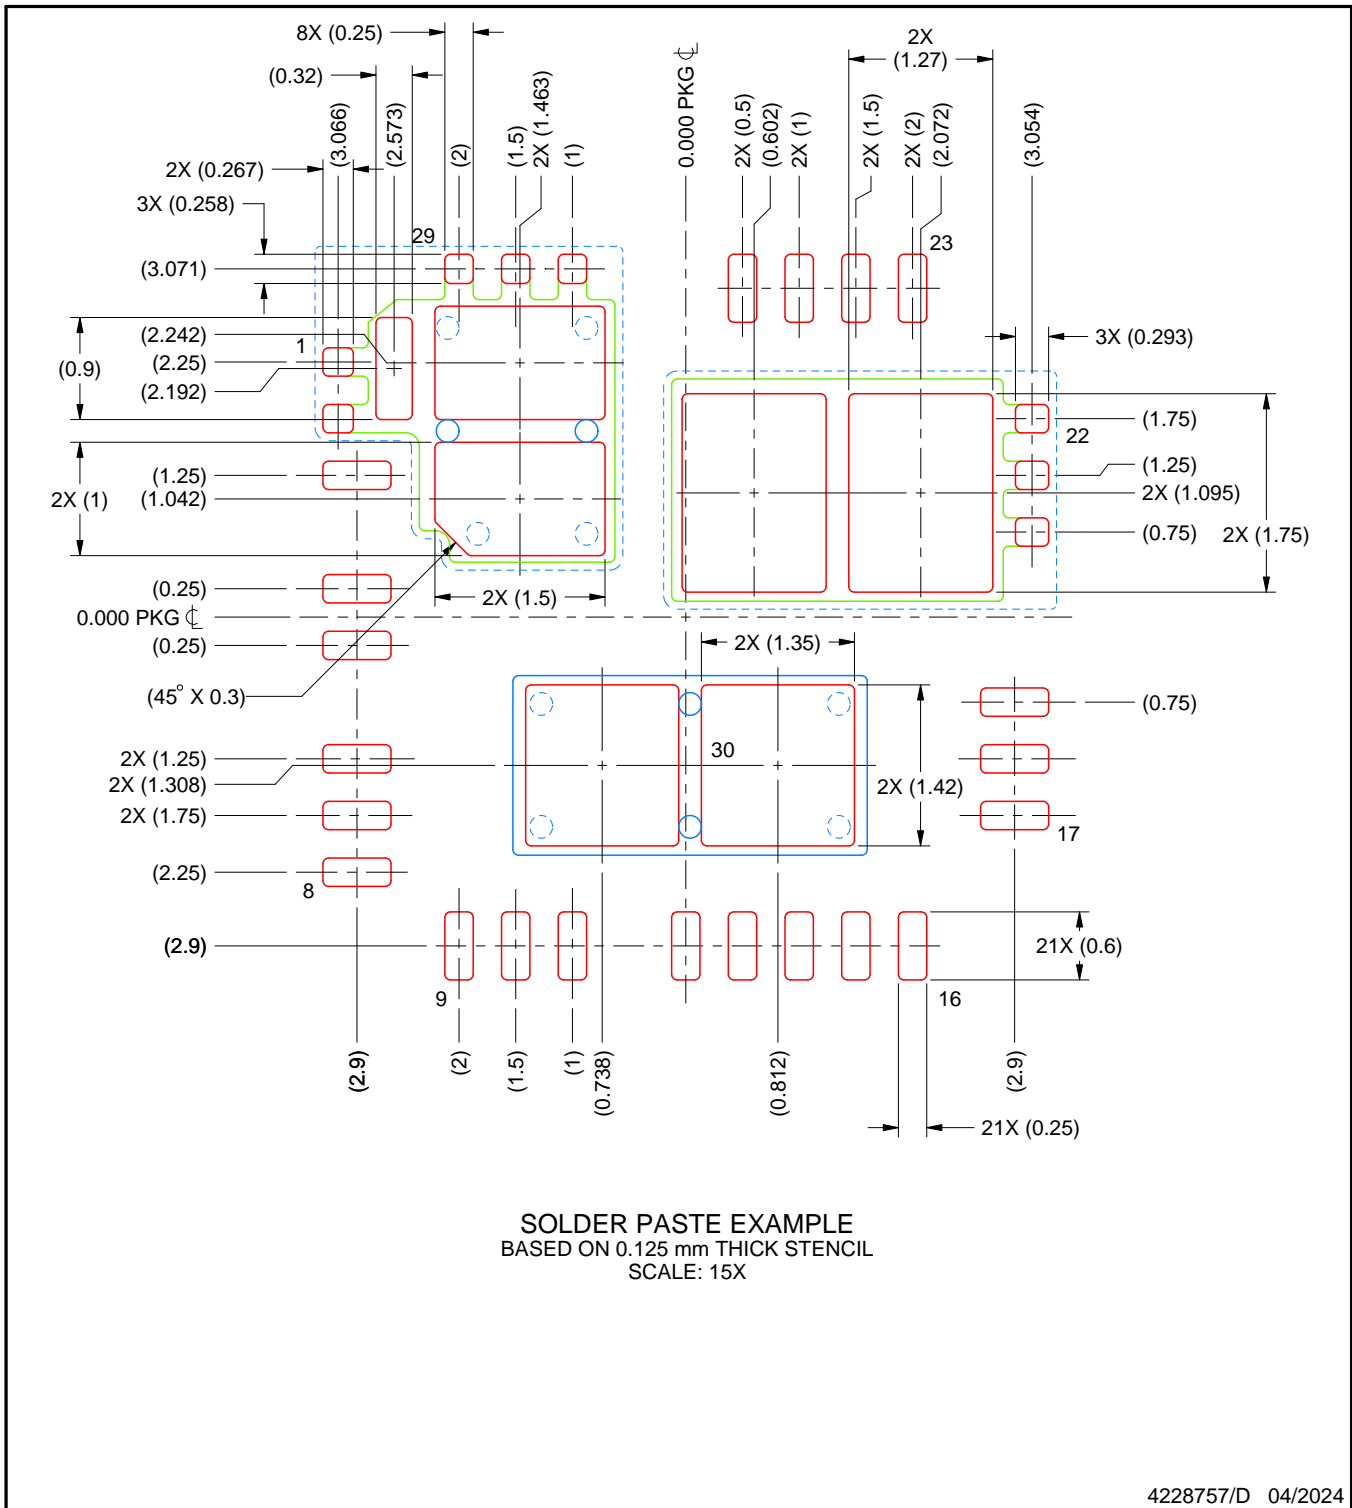 8X (0.25)
(0.32)
(3.066)
(2.573)
(2)
(1.5)
2X (1.463)
(1)
0.000 PKG ℄
2X (0.5)
(0.602)
2X (1)
2X (1.5)
2X (2)
(2.072)
2X
(1.27)
(3.054)
2X (0.267)
3X (0.258)
29
23
(3.071)
(2.242)
1
(2.25)
(0.9)
(2.192)
3X (0.293)
(1.75)
22
(1.25)
2X (1.095)
(0.75)
2X (1.75)
(1.25)
2X (1)
(1.042)
(0.25)
2X (1.5)
0.000 PKG ℄
(0.25)
2X (1.35)
(45° X 0.3)
(0.75)
30
2X (1.25)
2X (1.308)
2X (1.42)
2X (1.75)
17
(2.25)
8
(2.9)
21X (0.6)
9
16
(2.9)
(2)
(1.5)
(1)
(0.738)
(0.812)
(2.9)
21X (0.25)
SOLDER PASTE EXAMPLE
BASED ON 0.125 mm THICK STENCIL
SCALE: 15X
4228757/D 04/2024